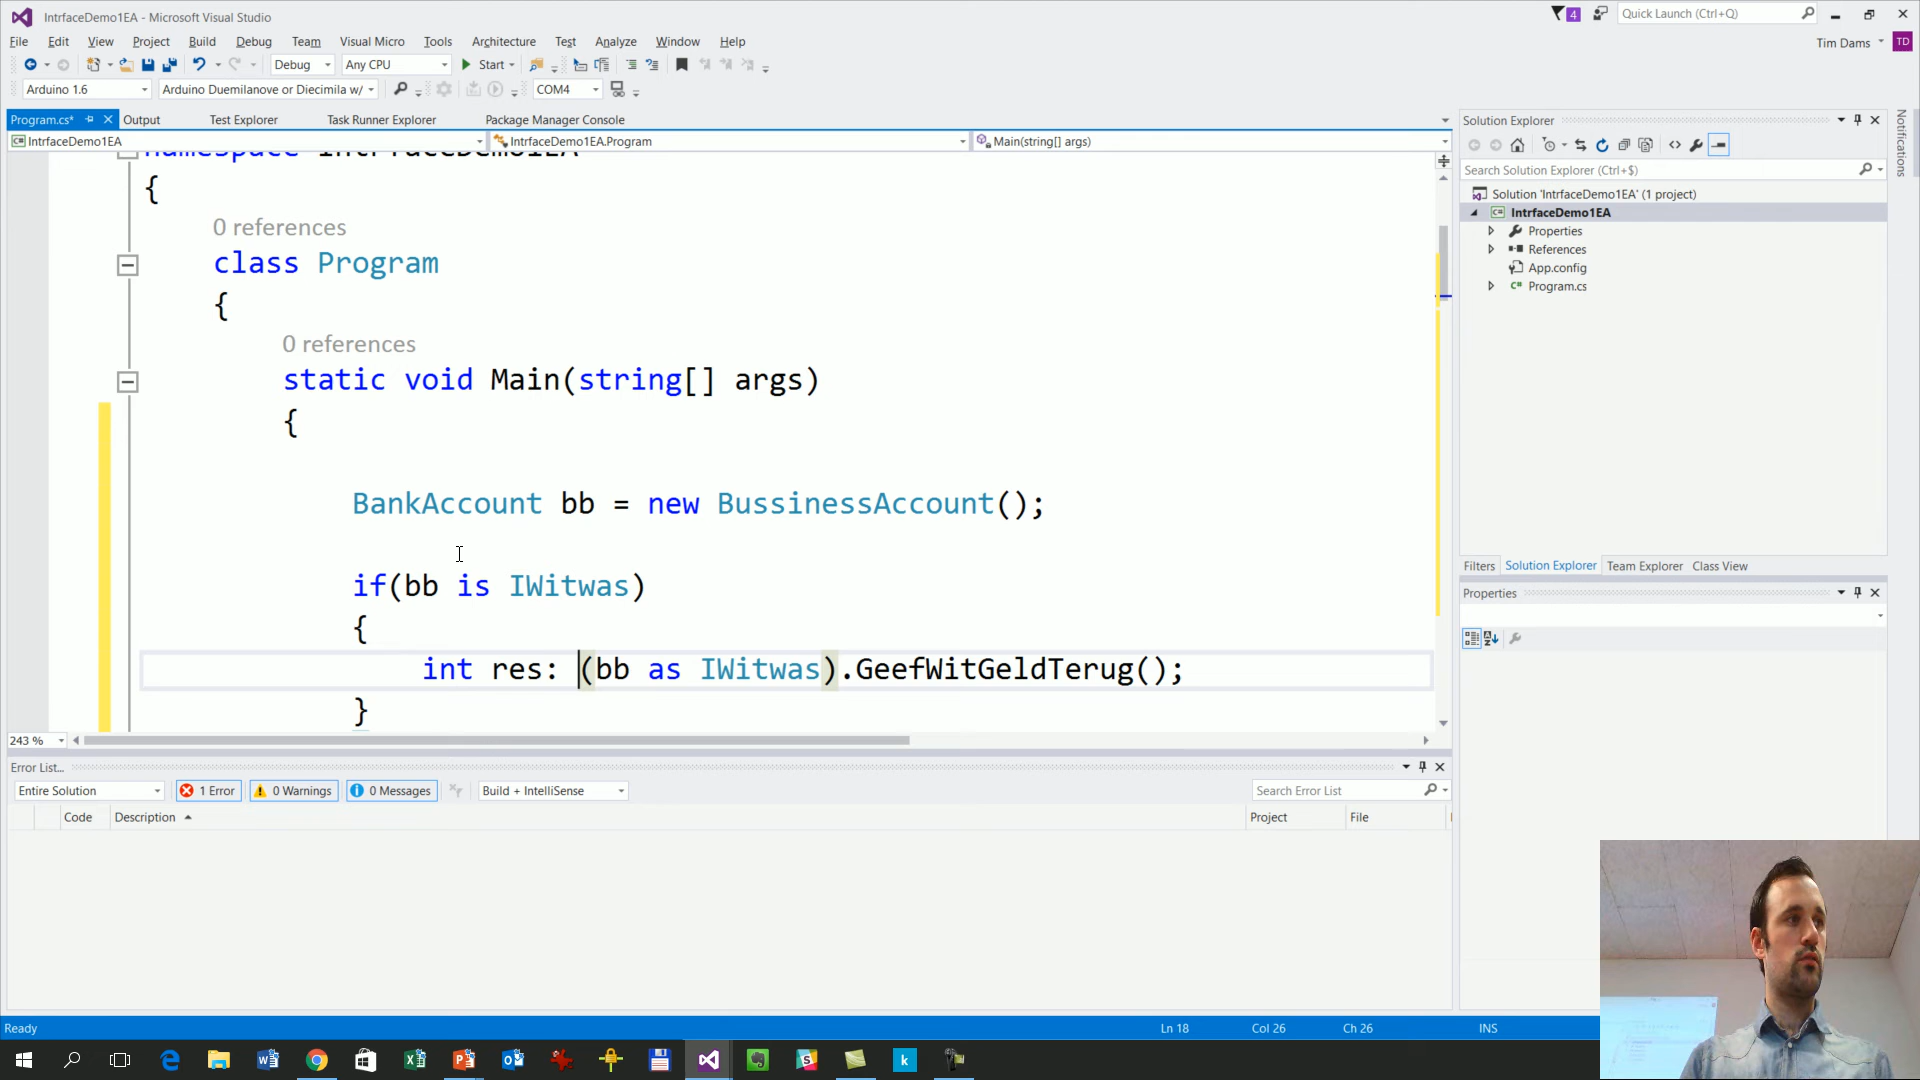 IntrfaceDemo1EA - Microsoft Visual Studio
4
Quick Launch (Ctrl+Q)
File Edit View Project Build Debug Team Visual Micro Tools Architecture Test Analyze Window Help
Tim Dams TD
Debug Any CPU Start
Arduino 1.6 Arduino Duemilanove or Diecimila w/ COM4
Program.cs* Output Test Explorer Task Runner Explorer Package Manager Console
IntrfaceDemo1EA IntrfaceDemo1EA.Program Main(string[] args)
namespace IntrfaceDemo1EA
{
0 references
class Program
{
0 references
static void Main(string[] args)
{
BankAccount bb = new BussinessAccount();
if(bb is IWitwas)
{
int res: (bb as IWitwas).GeefWitGeldTerug();
}
243 %
Error List...
Entire Solution 1 Error 0 Warnings 0 Messages Build + IntelliSense Search Error List
Code Description Project File
Solution Explorer
Search Solution Explorer (Ctrl+$)
Solution 'IntrfaceDemo1EA' (1 project)
IntrfaceDemo1EA
Properties
References
App.config
Program.cs
Filters Solution Explorer Team Explorer Class View
Properties
Notifications
Ready Ln 18 Col 26 Ch 26 INS